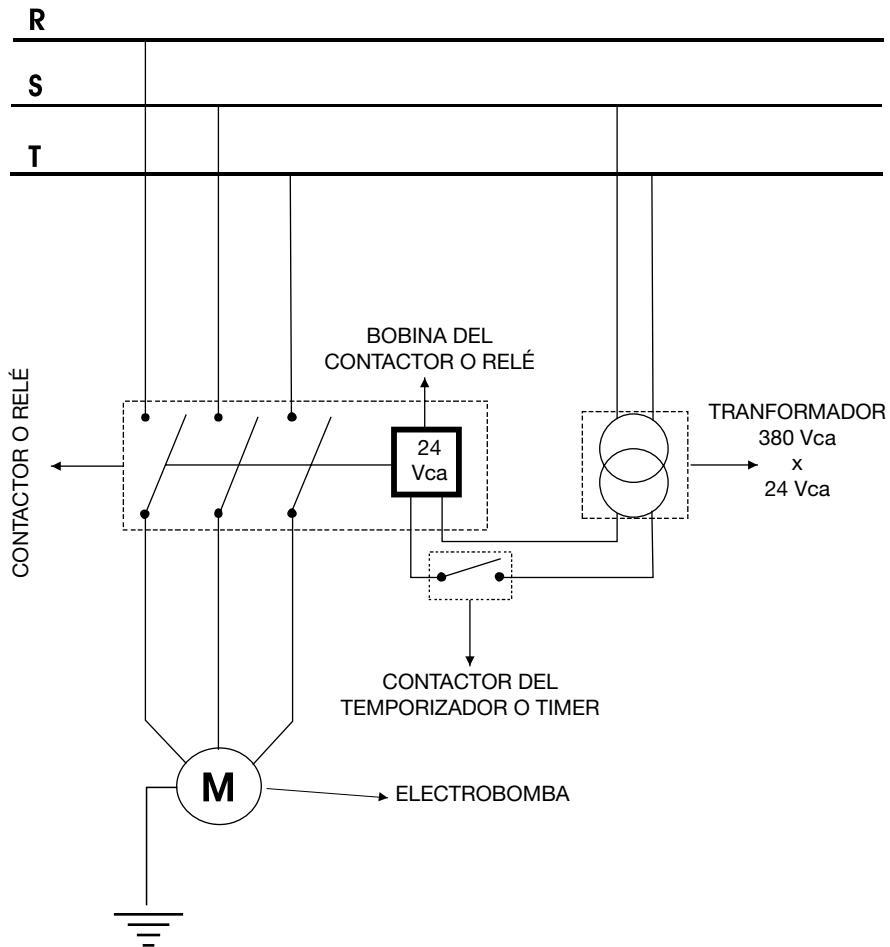 R
S
T
BOBINA DEL
CONTACTOR O RELÉ
CONTACTOR O RELÉ
24
Vca
TRANFORMADOR
380 Vca
x
24 Vca
CONTACTOR DEL
TEMPORIZADOR O TIMER
M
ELECTROBOMBA